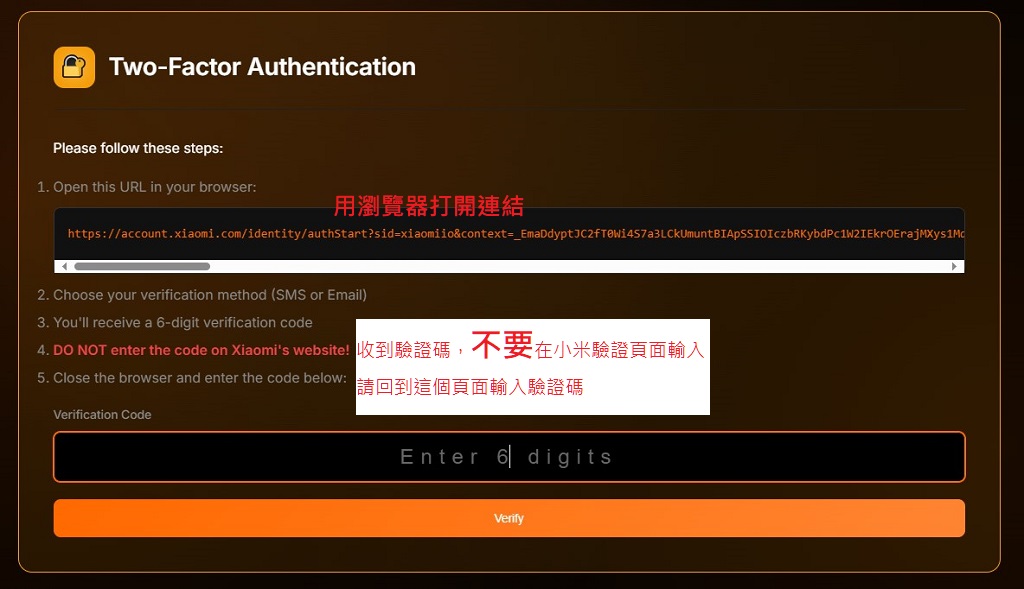 Two-Factor Authentication
Please follow these steps:
1. Open this URL in your browser:
用瀏覽器打開連結
https://account.xiaomi.com/identity/authStart?sid=xiaomiio&context=_EmaDdyptJC2fT0Wi4S7a3LCkUmuntBIApSSIOIczbRKybdPc1W2IEkrOErajMXys1Mc
2. Choose your verification method (SMS or Email)
3. You'll receive a 6-digit verification code
4. DO NOT enter the code on Xiaomi's website!
收到驗證碼，不要在小米驗證頁面輸入
5. Close the browser and enter the code below:
請回到這個頁面輸入驗證碼
Verification Code
Enter 6 digits
Verify